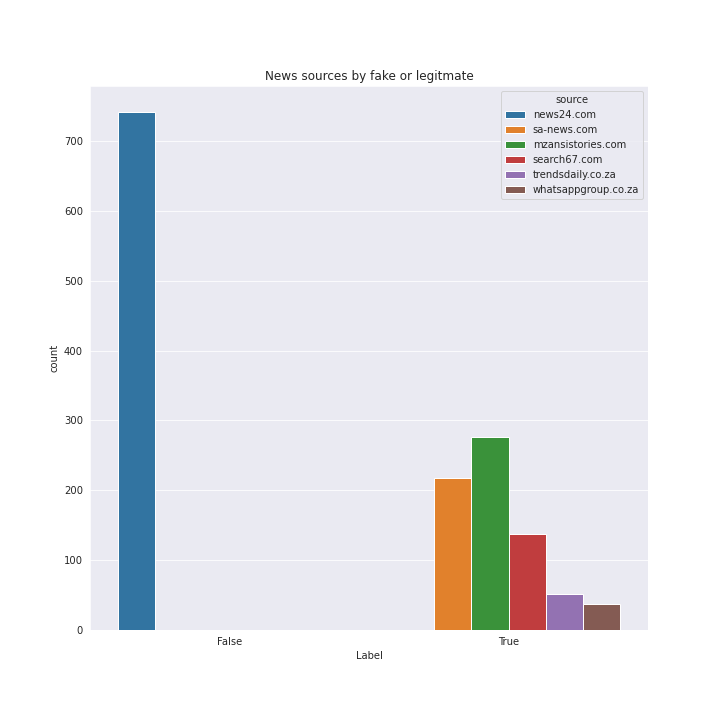 News sources by fake or legitmate
source
news24.com
sa-news.com
mzansistories.com
search67.com
trendsdaily.co.za
whatsappgroup.co.za
700
600
500
400
300
200
100
0
count
False
True
Label